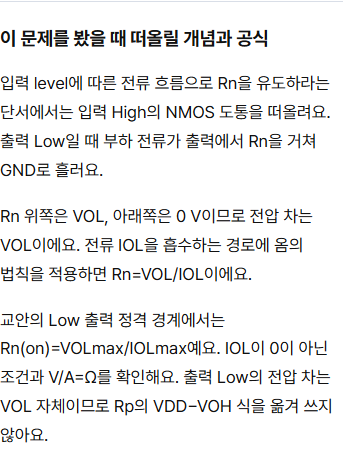 이 문제를 봤을 때 떠올릴 개념과 공식
입력 level에 따른 전류 흐름으로 Rn을 유도하라는
단서에서는 입력 High의 NMOS 도통을 떠올려요.
출력 Low일 때 부하 전류가 출력에서 Rn을 거쳐
GND로 흘러요.
Rn 위쪽은 VOL, 아래쪽은 0 V이므로 전압 차는
VOL이에요. 전류 IOL을 흡수하는 경로에 옴의
법칙을 적용하면 Rn=VOL/IOL이에요.
교안의 Low 출력 정격 경계에서는
Rn(on)=VOLmax/IOLmax예요. IOL이 0이 아닌
조건과 V/A=Ω를 확인해요. 출력 Low의 전압 차는
VOL 자체이므로 Rp의 VDD−VOH 식을 옮겨 쓰지
않아요.